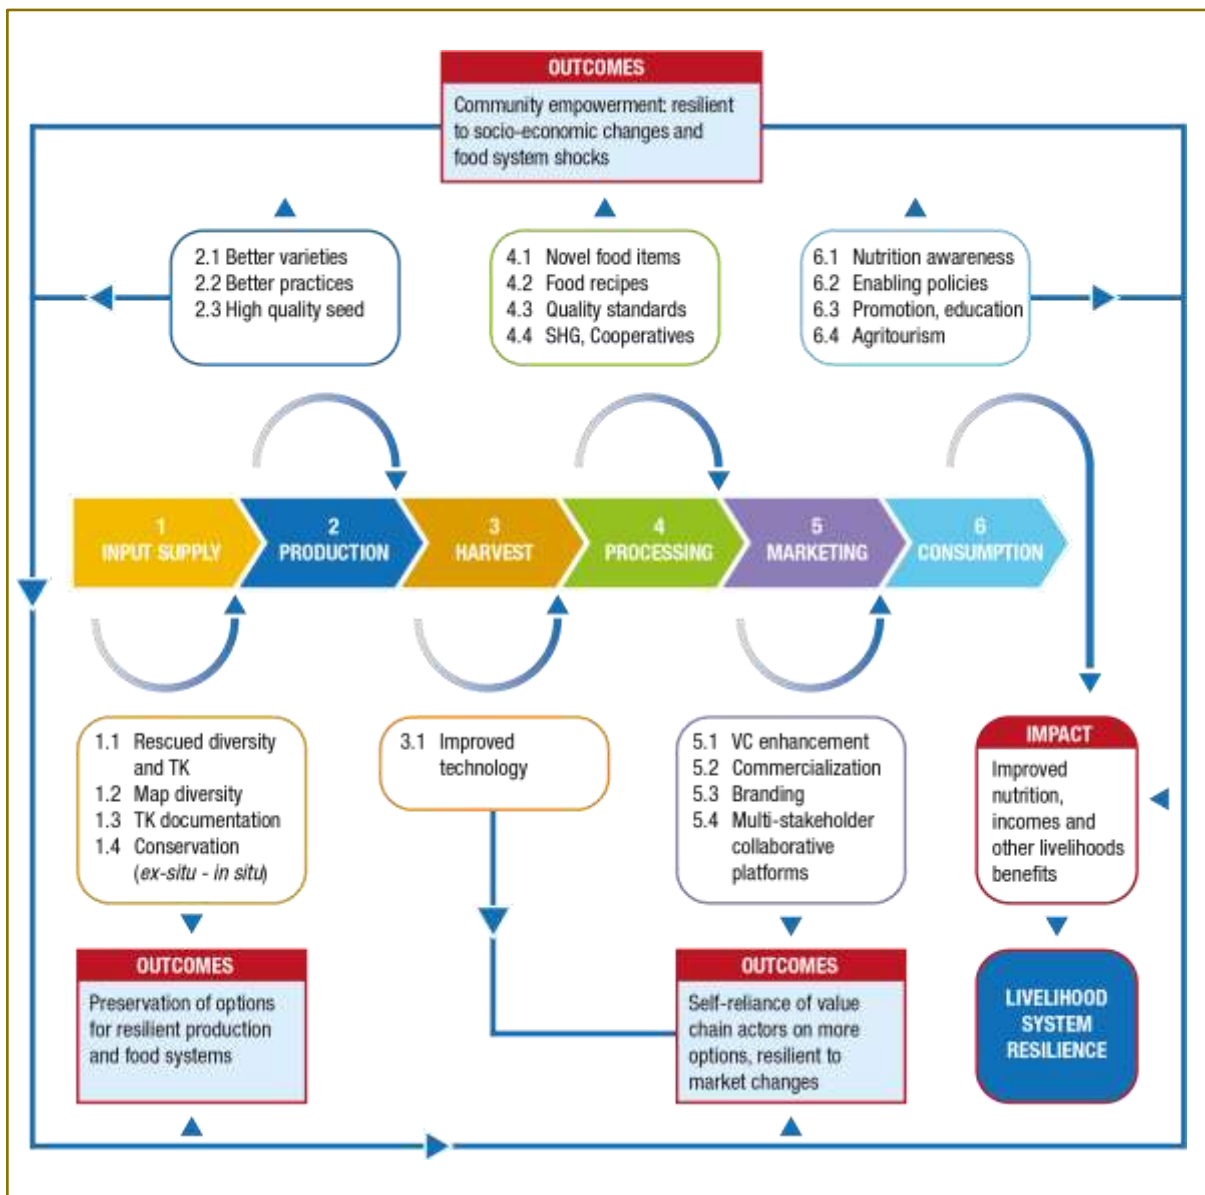 OUTCOMES
Community empowerment: resilient
to socio-economic changes and
food system shocks
2.1 Better varieties
2.2 Better practices
2.3 High quality seed
4.1 Novel food items
4.2 Food recipes
4.3 Quality standards
4.4 SHG, Cooperatives
6.1 Nutrition awareness
6.2 Enabling policies
6.3 Promotion, education
6.4 Agritourism
1
INPUT SUPPLY
2
PRODUCTION
3
HARVEST
4
PROCESSING
5
MARKETING
6
CONSUMPTION
1.1 Rescued diversity
and TK
1.2 Map diversity
1.3 TK documentation
1.4 Conservation
(ex-situ - in situ)
3.1 Improved
technology
5.1 VC enhancement
5.2 Commercialization
5.3 Branding
5.4 Multi-stakeholder
collaborative
platforms
IMPACT
Improved
nutrition,
incomes and
other livelihoods
benefits
OUTCOMES
Preservation of options
for resilient production
and food systems
OUTCOMES
Self-reliance of value
chain actors on more
options, resilient to
market changes
LIVELIHOOD
SYSTEM
RESILIENCE